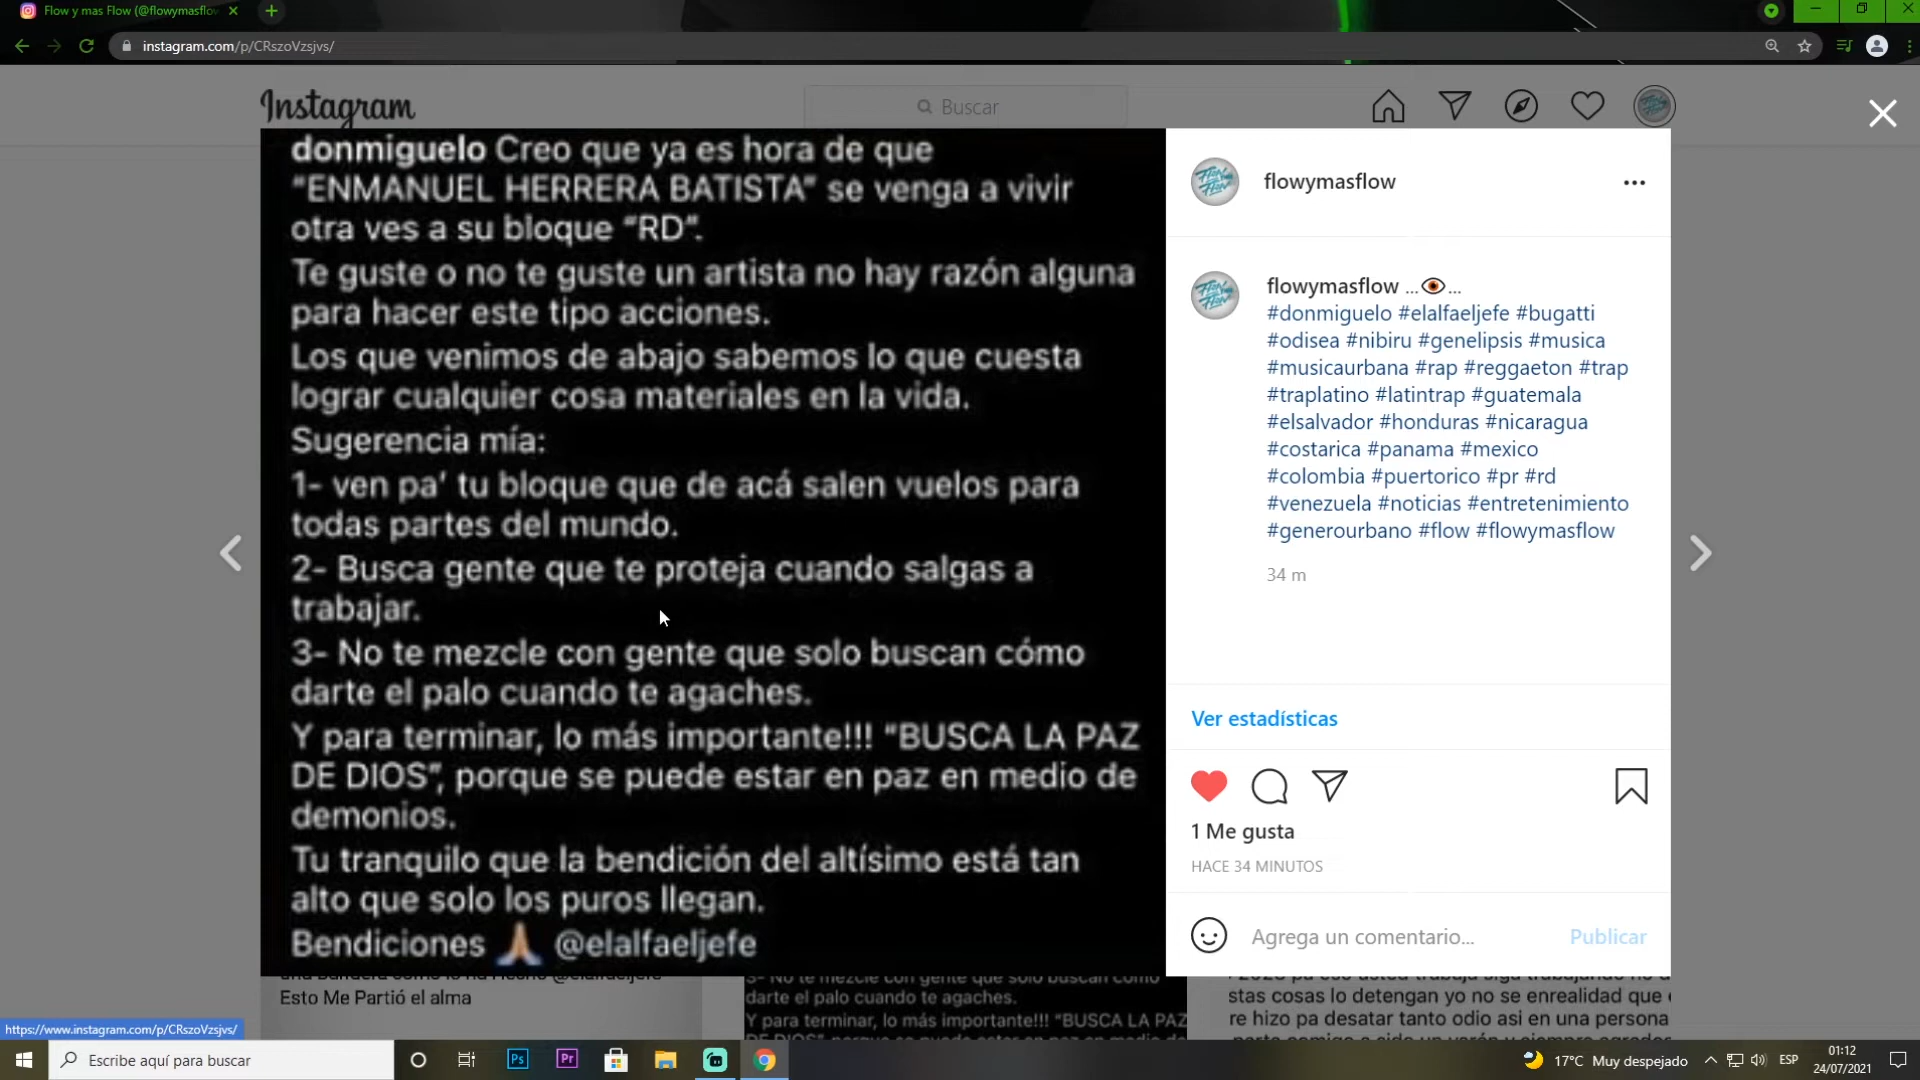 Flow y mas Flow (@flowymasflow
instagram.com/p/CRszoVzsjvs/
Instagram
Buscar
donmiguelo Creo que ya es hora de que
“ENMANUEL HERRERA BATISTA” se venga a vivir
otra ves a su bloque “RD”.
Te guste o no te guste un artista no hay razón alguna
para hacer este tipo acciones.
Los que venimos de abajo sabemos lo que cuesta
lograr cualquier cosa materiales en la vida.
Sugerencia mía:
1- ven pa’ tu bloque que de acá salen vuelos para
todas partes del mundo.
2- Busca gente que te proteja cuando salgas a
trabajar.
3- No te mezcle con gente que solo buscan cómo
darte el palo cuando te agaches.
Y para terminar, lo más importante!!! “BUSCA LA PAZ
DE DIOS”, porque se puede estar en paz en medio de
demonios.
Tu tranquilo que la bendición del altísimo está tan
alto que solo los puros llegan.
Bendiciones 🙏🏼 @elalfaeljefe
flowymasflow
flowymasflow ...👁...
#donmiguelo #elalfaeljefe #bugatti
#odisea #nibiru #genelipsis #musica
#musicaurbana #rap #reggaeton #trap
#traplatino #latintrap #guatemala
#elsalvador #honduras #nicaragua
#costarica #panama #mexico
#colombia #puertorico #pr #rd
#venezuela #noticias #entretenimiento
#generourbano #flow #flowymasflow
34 m
Ver estadísticas
1 Me gusta
HACE 34 MINUTOS
Agrega un comentario...
Publicar
Esto Me Partió el alma
darte el palo cuando te agaches.
Y para terminar, lo más importante!!! “BUSCA LA PAZ
stas cosas lo detengan yo no se enrealidad que
re hizo pa desatar tanto odio asi en una persona
https://www.instagram.com/p/CRszoVzsjvs/
Escribe aquí para buscar
Ps
Pr
17°C Muy despejado
ESP
01:12
24/07/2021